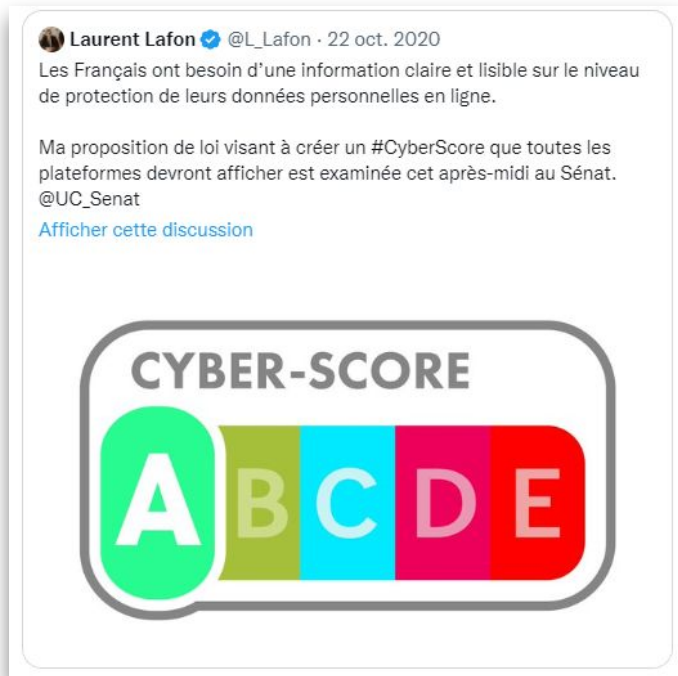 Laurent Lafon @L_Lafon · 22 oct. 2020
Les Français ont besoin d’une information claire et lisible sur le niveau
de protection de leurs données personnelles en ligne.
Ma proposition de loi visant à créer un #CyberScore que toutes les
plateformes devront afficher est examinée cet après-midi au Sénat.
@UC_Senat
Afficher cette discussion
CYBER-SCORE
A B C D E